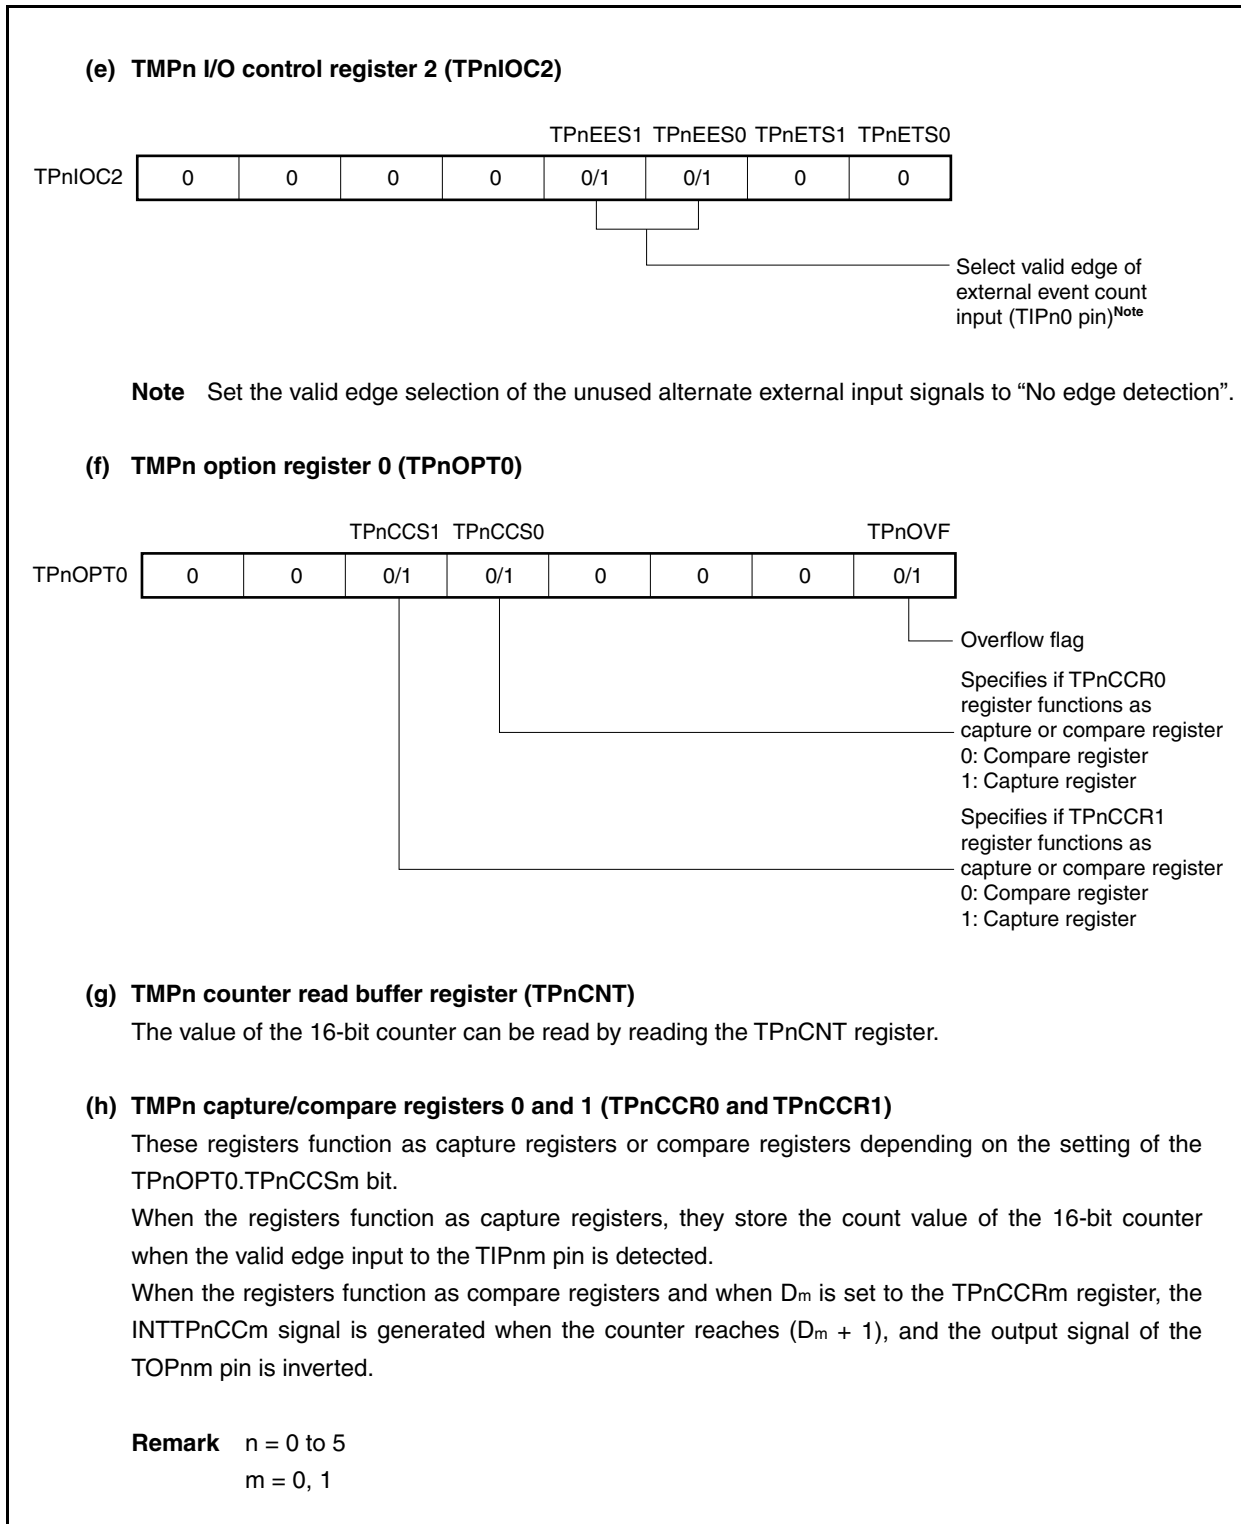 (e) TMPn I/O control register 2 (TPnIOC2)
TPnEES1 TPnEES0 TPnETS1 TPnETS0
TPnIOC2 0 0 0 0 0/1 0/1 0 0
Select valid edge of
external event count
input (TIPn0 pin)Note
Note Set the valid edge selection of the unused alternate external input signals to “No edge detection”.
(f) TMPn option register 0 (TPnOPT0)
TPnCCS1 TPnCCS0 TPnOVF
TPnOPT0 0 0 0/1 0/1 0 0 0 0/1
Overflow flag
Specifies if TPnCCR0
register functions as
capture or compare register
0: Compare register
1: Capture register
Specifies if TPnCCR1
register functions as
capture or compare register
0: Compare register
1: Capture register
(g) TMPn counter read buffer register (TPnCNT)
The value of the 16-bit counter can be read by reading the TPnCNT register.
(h) TMPn capture/compare registers 0 and 1 (TPnCCR0 and TPnCCR1)
These registers function as capture registers or compare registers depending on the setting of the
TPnOPT0.TPnCCSm bit.
When the registers function as capture registers, they store the count value of the 16-bit counter
when the valid edge input to the TIPnm pin is detected.
When the registers function as compare registers and when Dm is set to the TPnCCRm register, the
INTTPnCCm signal is generated when the counter reaches (Dm + 1), and the output signal of the
TOPnm pin is inverted.
Remark n = 0 to 5
m = 0, 1